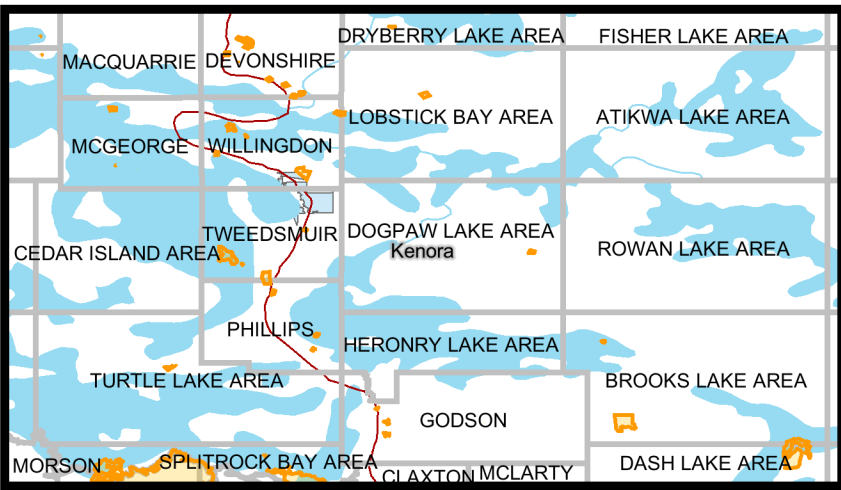 DRYBERRY LAKE AREA
FISHER LAKE AREA
MACQUARRIE
DEVONSHIRE
LOBSTICK BAY AREA
ATIKWA LAKE AREA
MCGEORGE
WILLINGDON
TWEEDSMUIR
DOGPAW LAKE AREA
CEDAR ISLAND AREA
Kenora
ROWAN LAKE AREA
PHILLIPS
HERONRY LAKE AREA
TURTLE LAKE AREA
BROOKS LAKE AREA
GODSON
MORSON
SPLITROCK BAY AREA
DASH LAKE AREA
CLAXTON
MCLARTY